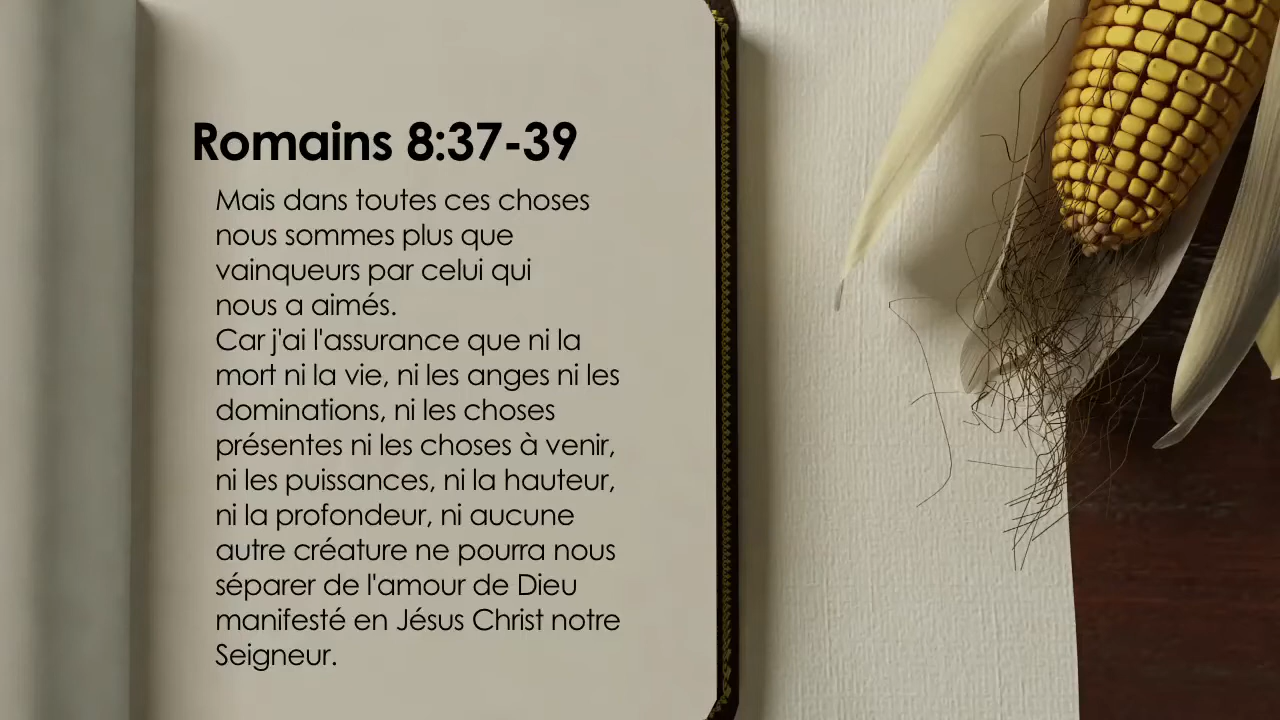 Romains 8:37-39
Mais dans toutes ces choses
nous sommes plus que
vainqueurs par celui qui
nous a aimés.
Car j'ai l'assurance que ni la
mort ni la vie, ni les anges ni les
dominations, ni les choses
présentes ni les choses à venir,
ni les puissances, ni la hauteur,
ni la profondeur, ni aucune
autre créature ne pourra nous
séparer de l'amour de Dieu
manifesté en Jésus Christ notre
Seigneur.